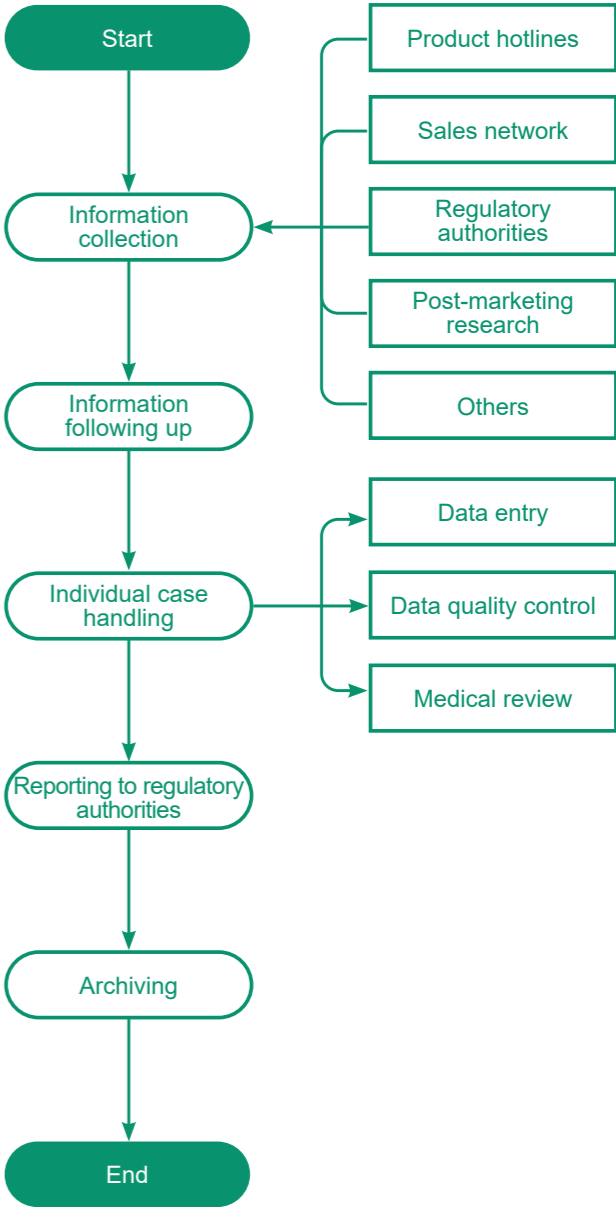 Start
Product hotlines
Sales network
Information
collection
Regulatory
authorities
Post-marketing
research
Information
following up
Others
Data entry
Individual case
handling
Data quality control
Medical review
Reporting to regulatory
authorities
Archiving
End